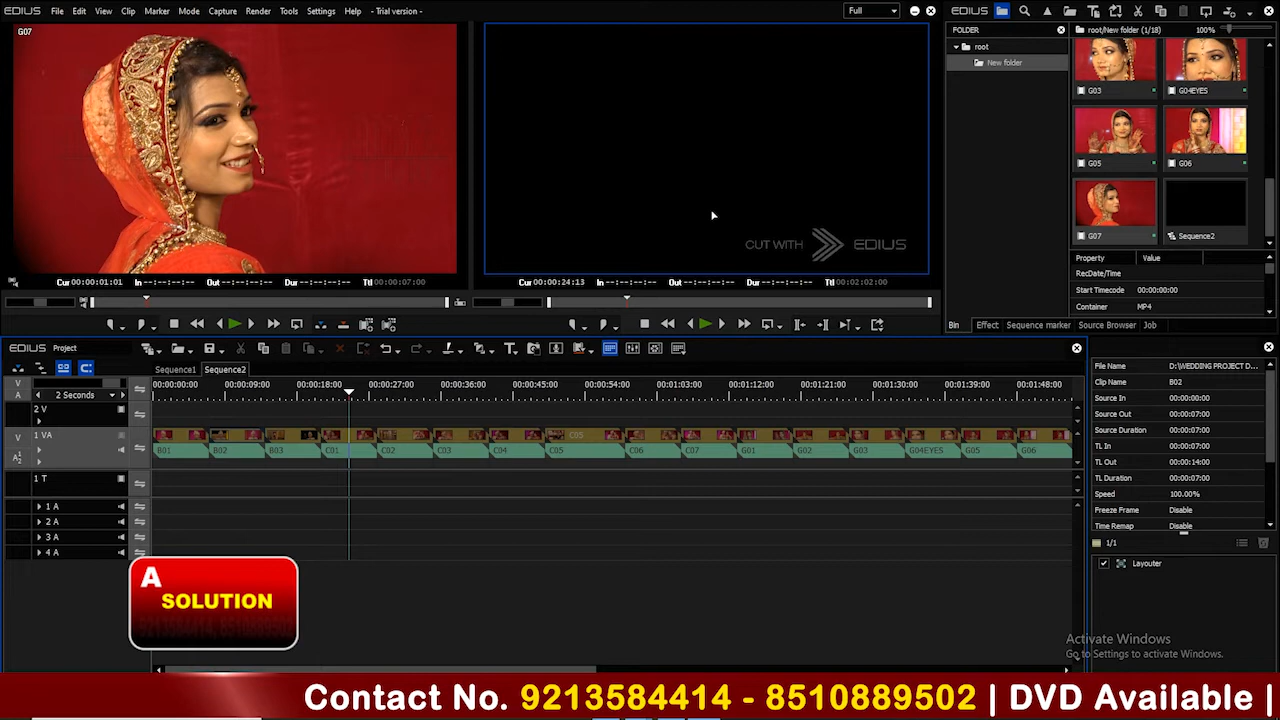 EDIUS File Edit View Clip Marker Mode Capture Render Tools Settings Help - Trial version - Full
EDIUS
G07
CUT WITH EDIUS
Cur 00:00:01:01 In --:--:--:-- Out --:--:--:-- Dur --:--:--:-- Ttl 00:00:07:00
Cur 00:00:24:13 In --:--:--:-- Out --:--:--:-- Dur --:--:--:-- Ttl 00:02:02:00
FOLDER
root
New folder
root/New folder (1/18) 100%
G03 G04EYES
G05 G06
G07 Sequence2
Property Value
RecDate/Time
Start Timecode 00:00:00:00
Container MP4
Bin Effect Sequence marker Source Browser Job
EDIUS Project
Sequence1 Sequence2
V
A
2 Seconds
00:00:00:00 00:00:09:00 00:00:18:00 00:00:27:00 00:00:36:00 00:00:45:00 00:00:54:00 00:01:03:00 00:01:12:00 00:01:21:00 00:01:30:00 00:01:39:00 00:01:48:00
2 V
V
A12
1 VA
C05
B01 B02 B03 C01 C02 C03 C04 C05 C06 C07 G01 G02 G03 G04EYES G05 G06
1 T
1 A
2 A
3 A
4 A
File Name D:\WEDDING PROJECT D...
Clip Name B02
Source In 00:00:00:00
Source Out 00:00:07:00
Source Duration 00:00:07:00
TL In 00:00:07:00
TL Out 00:00:14:00
TL Duration 00:00:07:00
Speed 100.00%
Freeze Frame Disable
Time Remap Disable
1/1
Layouter
A
SOLUTION
Activate Windows
Go to Settings to activate Windows.
Contact No. 9213584414 - 8510889502 | DVD Available |